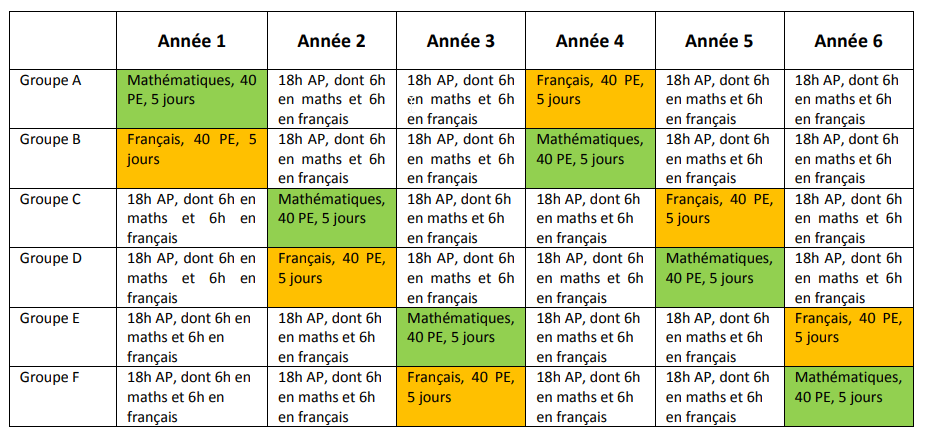 Année 1 Année 2 Année 3 Année 4 Année 5 Année 6
Groupe A Mathématiques, 40 18h AP, dont 6h 18h AP, dont 6h Français, 40 PE, 18h AP, dont 6h 18h AP, dont 6h
PE, 5 jours en maths et 6h en maths et 6h 5 jours en maths et 6h en maths et 6h
en français en français en français en français
Groupe B Français, 40 PE, 5 18h AP, dont 6h 18h AP, dont 6h Mathématiques, 18h AP, dont 6h 18h AP, dont 6h
jours en maths et 6h en maths et 6h 40 PE, 5 jours en maths et 6h en maths et 6h
en français en français en français en français
Groupe C 18h AP, dont 6h en Mathématiques, 18h AP, dont 6h 18h AP, dont 6h Français, 40 PE, 18h AP, dont 6h
maths et 6h en 40 PE, 5 jours en maths et 6h en maths et 6h 5 jours en maths et 6h
français en français en français en français
Groupe D 18h AP, dont 6h en Français, 40 PE, 18h AP, dont 6h 18h AP, dont 6h Mathématiques, 18h AP, dont 6h
maths et 6h en 5 jours en maths et 6h en maths et 6h 40 PE, 5 jours en maths et 6h
français en français en français en français
Groupe E 18h AP, dont 6h en 18h AP, dont 6h Mathématiques, 18h AP, dont 6h 18h AP, dont 6h Français, 40 PE,
maths et 6h en en maths et 6h 40 PE, 5 jours en maths et 6h en maths et 6h 5 jours
français en français en français en français
Groupe F 18h AP, dont 6h en 18h AP, dont 6h Français, 40 PE, 18h AP, dont 6h 18h AP, dont 6h Mathématiques,
maths et 6h en en maths et 6h 5 jours en maths et 6h en maths et 6h 40 PE, 5 jours
français en français en français en français